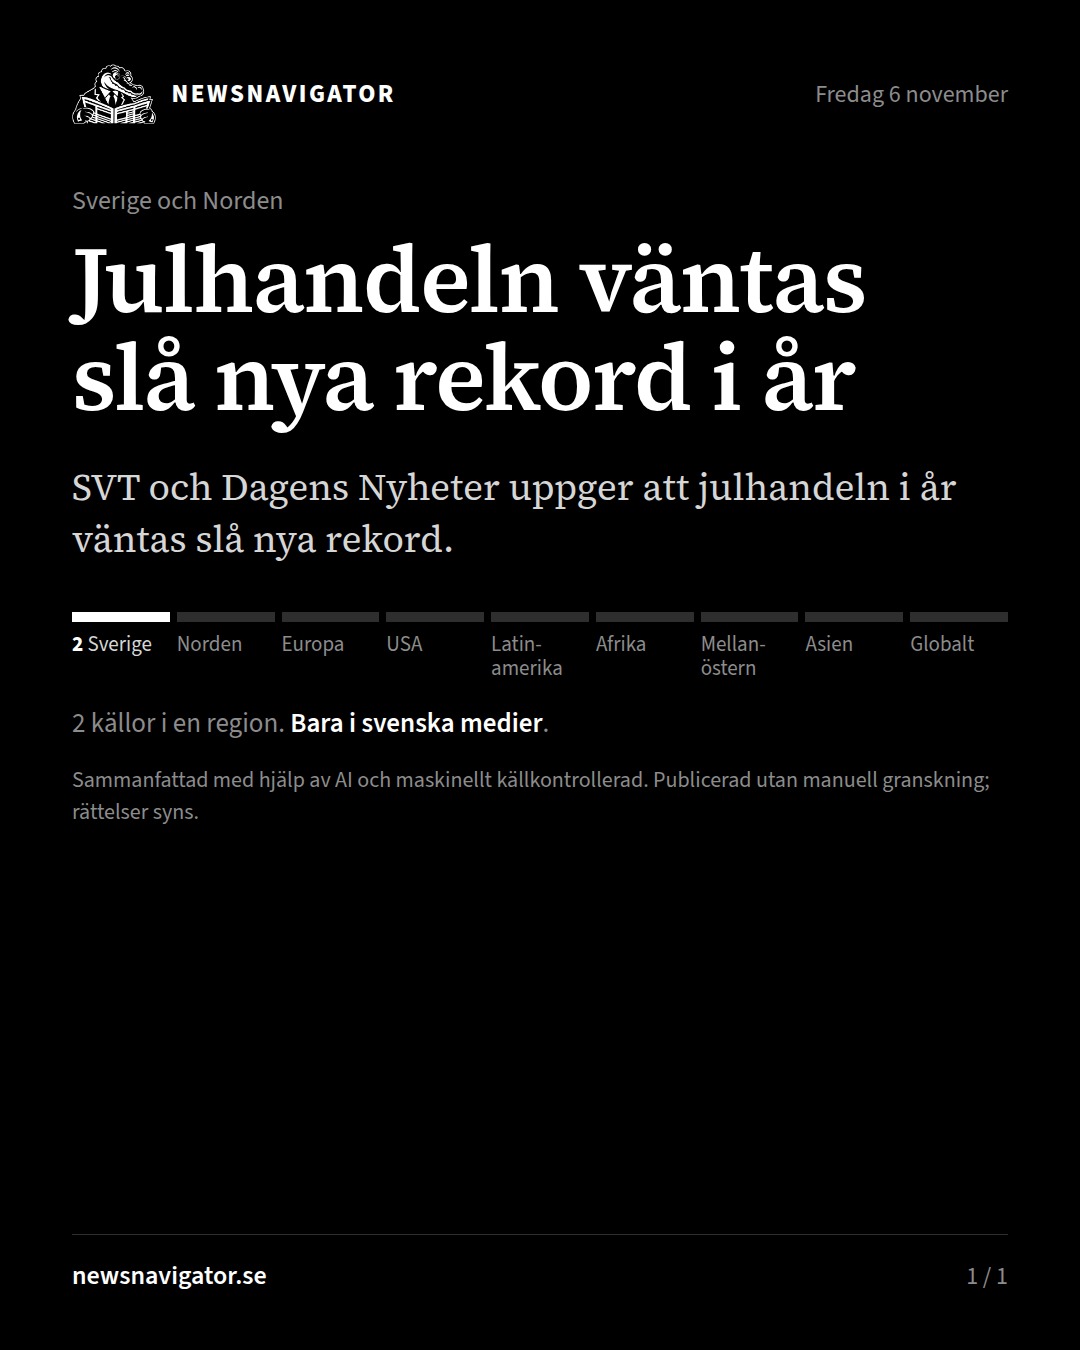 NEWSNAVIGATOR
Fredag 6 november
Sverige och Norden
Julhandeln väntas
slå nya rekord i år
SVT och Dagens Nyheter uppger att julhandeln i år
väntas slå nya rekord.
2 Sverige
Norden
Europa
USA
Latin-
amerika
Afrika
Mellan-
östern
Asien
Globalt
2 källor i en region. Bara i svenska medier.
Sammanfattad med hjälp av AI och maskinellt källkontrollerad. Publicerad utan manuell granskning;
rättelser syns.
newsnavigator.se
1 / 1